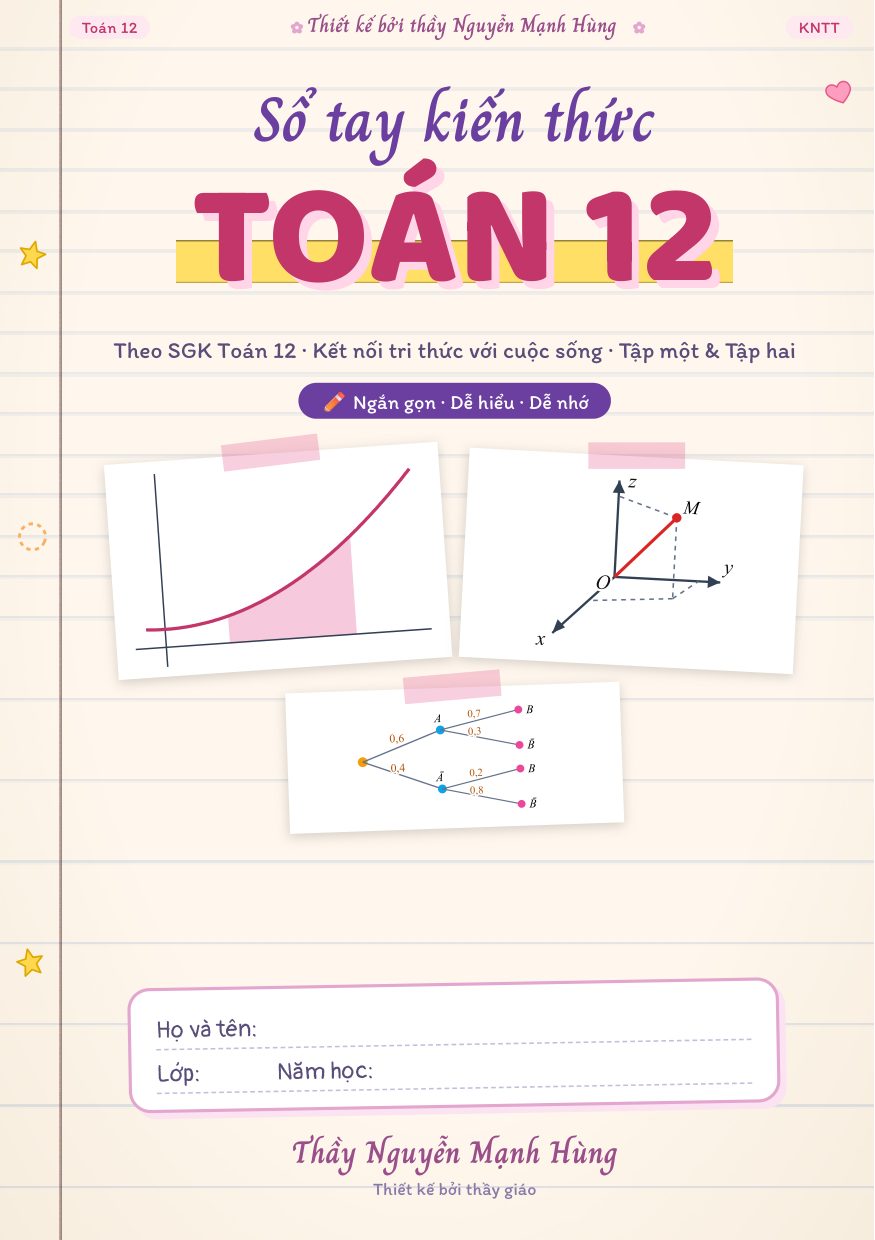 Toán 12
Thiết kế bởi thầy Nguyễn Mạnh Hùng
KNTT
Sổ tay kiến thức
TOÁN 12
Theo SGK Toán 12 · Kết nối tri thức với cuộc sống · Tập một & Tập hai
Ngắn gọn · Dễ hiểu · Dễ nhớ
z
M
O
y
x
0,6
0,4
A
Ā
0,7
0,3
0,2
0,8
B
B̄
B
B̄
Họ và tên:
Lớp: Năm học:
Thầy Nguyễn Mạnh Hùng
Thiết kế bởi thầy giáo